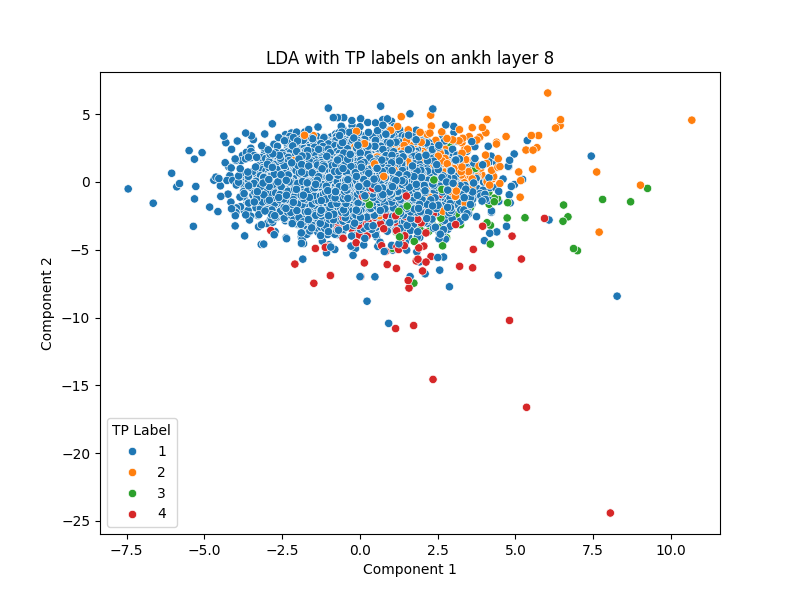 LDA with TP labels on ankh layer 8
Component 2
5
0
−5
−10
−15
−20
−25
TP Label
1
2
3
4
−7.5 −5.0 −2.5 0.0 2.5 5.0 7.5 10.0
Component 1